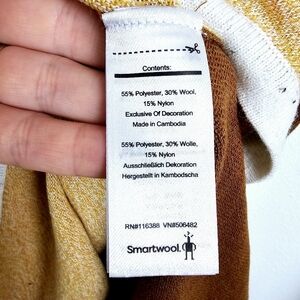 Contents:
55% Polyester, 30% Wool,
15% Nylon
Exclusive Of Decoration
Made in Cambodia
55% Polyester, 30% Wolle,
15% Nylon
Ausschließlich Dekoration
Hergestellt in Kambodscha
RN#116388 VN#506482
Smartwool